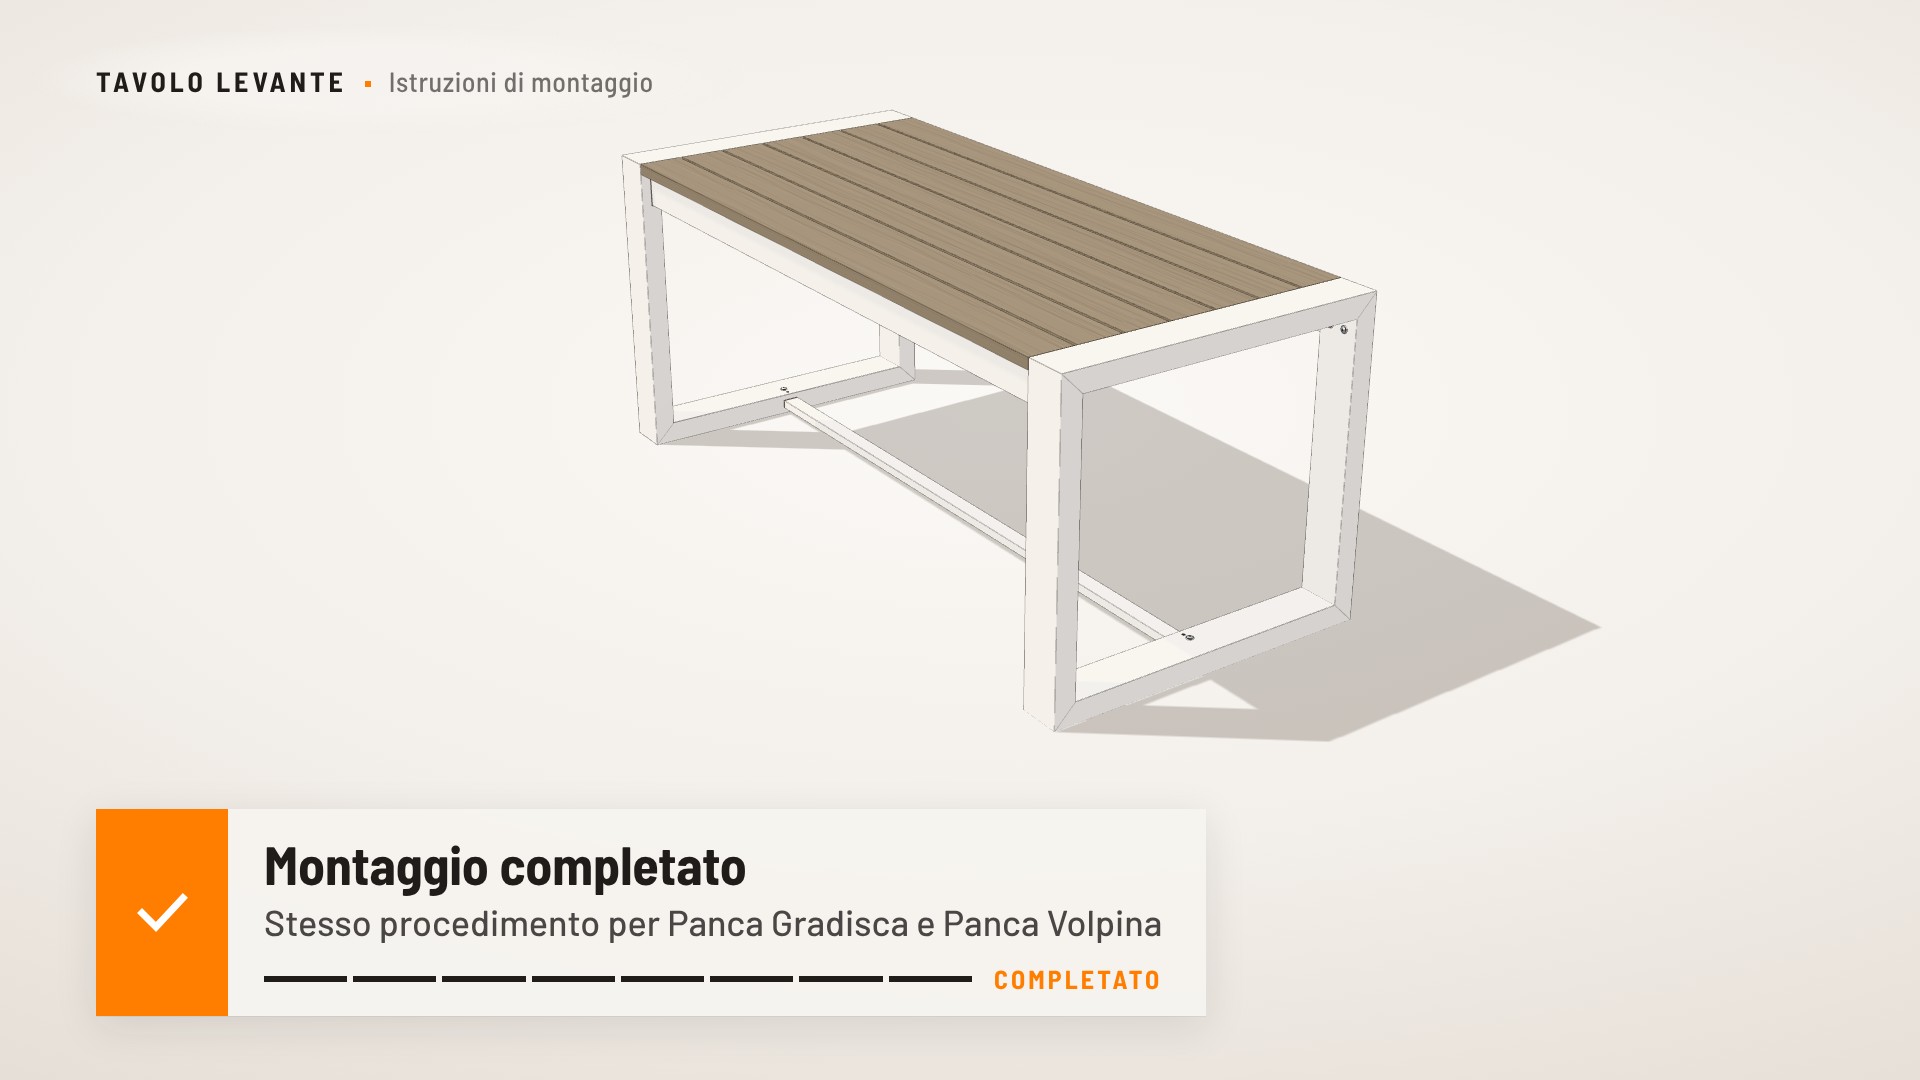 TAVOLO LEVANTE ▪ Istruzioni di montaggio
Montaggio completato
Stesso procedimento per Panca Gradisca e Panca Volpina
COMPLETATO